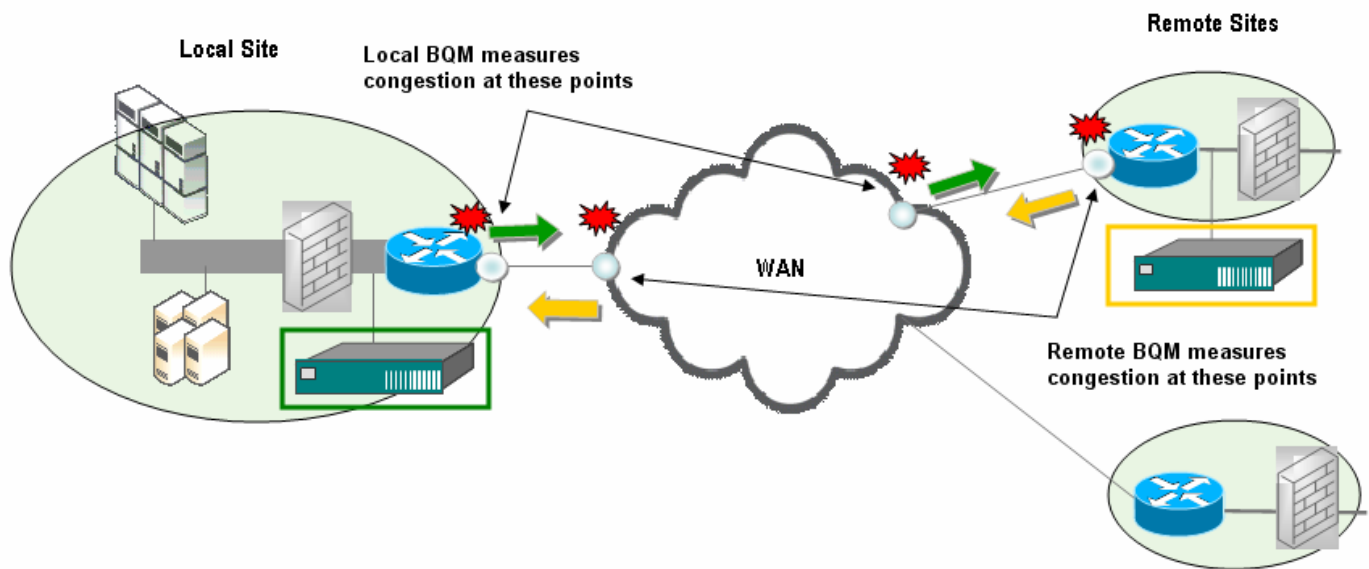 Local Site
Local BQM measures
congestion at these points
Remote Sites
WAN
Remote BQM measures
congestion at these points